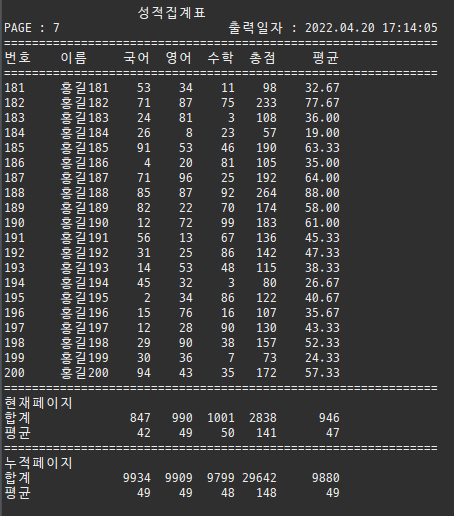 성적집계표
PAGE : 7 출력일자 : 2022.04.20 17:14:05
==============================================================
번호 이름 국어 영어 수학 총점 평균
==============================================================
181 홍길181 53 34 11 98 32.67
182 홍길182 71 87 75 233 77.67
183 홍길183 24 81 3 108 36.00
184 홍길184 26 8 23 57 19.00
185 홍길185 91 53 46 190 63.33
186 홍길186 4 20 81 105 35.00
187 홍길187 71 96 25 192 64.00
188 홍길188 85 87 92 264 88.00
189 홍길189 82 22 70 174 58.00
190 홍길190 12 72 99 183 61.00
191 홍길191 56 13 67 136 45.33
192 홍길192 31 25 86 142 47.33
193 홍길193 14 53 48 115 38.33
194 홍길194 45 32 3 80 26.67
195 홍길195 2 34 86 122 40.67
196 홍길196 15 76 16 107 35.67
197 홍길197 12 28 90 130 43.33
198 홍길198 29 90 38 157 52.33
199 홍길199 30 36 7 73 24.33
200 홍길200 94 43 35 172 57.33
==============================================================
현재페이지
합계 847 990 1001 2838 946
평균 42 49 50 141 47
==============================================================
누적페이지
합계 9934 9909 9799 29642 9880
평균 49 49 48 148 49